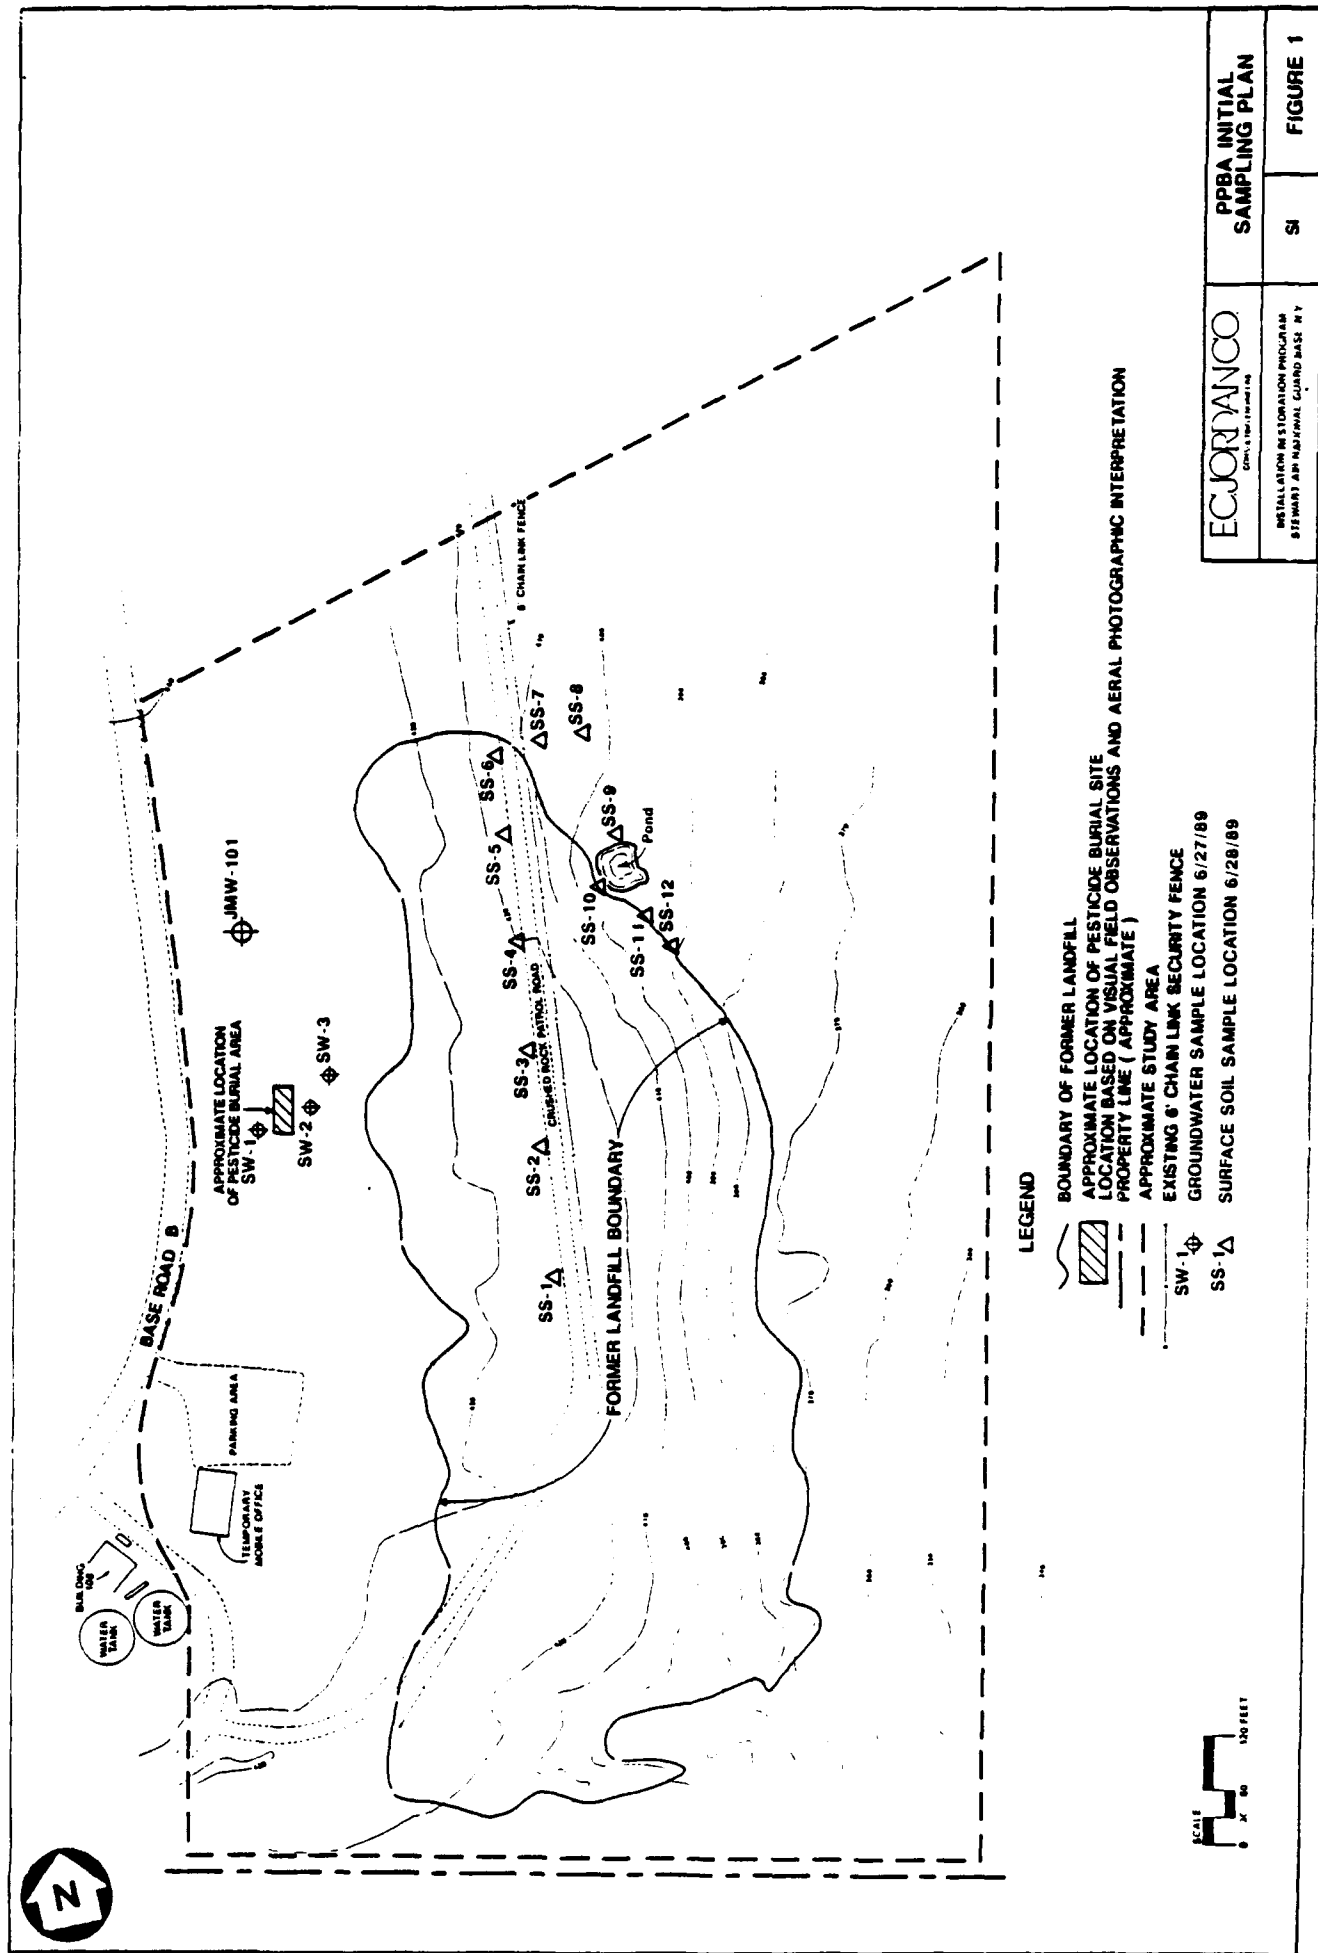 BUILDING
108
WATER
TANK
WATER
TANK
TEMPORARY
MOBILE OFFICE
PARKING AREA
BASE ROAD B
APPROXIMATE LOCATION
OF PESTICIDE BURIAL AREA
SW-1
SW-2
SW-3
JMW-101
SS-1
SS-2
SS-3
SS-4
SS-5
SS-6
SS-7
SS-8
SS-9
Pond
SS-10
SS-11
SS-12
CRUSHED ROCK PATROL ROAD
6' CHAIN LINK FENCE
FORMER LANDFILL BOUNDARY
N
LEGEND
BOUNDARY OF FORMER LANDFILL
APPROXIMATE LOCATION OF PESTICIDE BURIAL SITE
LOCATION BASED ON VISUAL FIELD OBSERVATIONS AND AERAL PHOTOGRAPHIC INTERPRETATION
PROPERTY LINE ( APPROXIMATE )
APPROXIMATE STUDY AREA
EXISTING 6' CHAIN LINK SECURITY FENCE
SW-1 GROUNDWATER SAMPLE LOCATION 6/27/89
SS-1 SURFACE SOIL SAMPLE LOCATION 6/28/89
SCALE
0 60 120 FEET
ECJORDANCO
INSTALLATION RESTORATION PROGRAM
STEWART AIR NATIONAL GUARD BASE NY
PPBA INITIAL
SAMPLING PLAN
SI
FIGURE 1